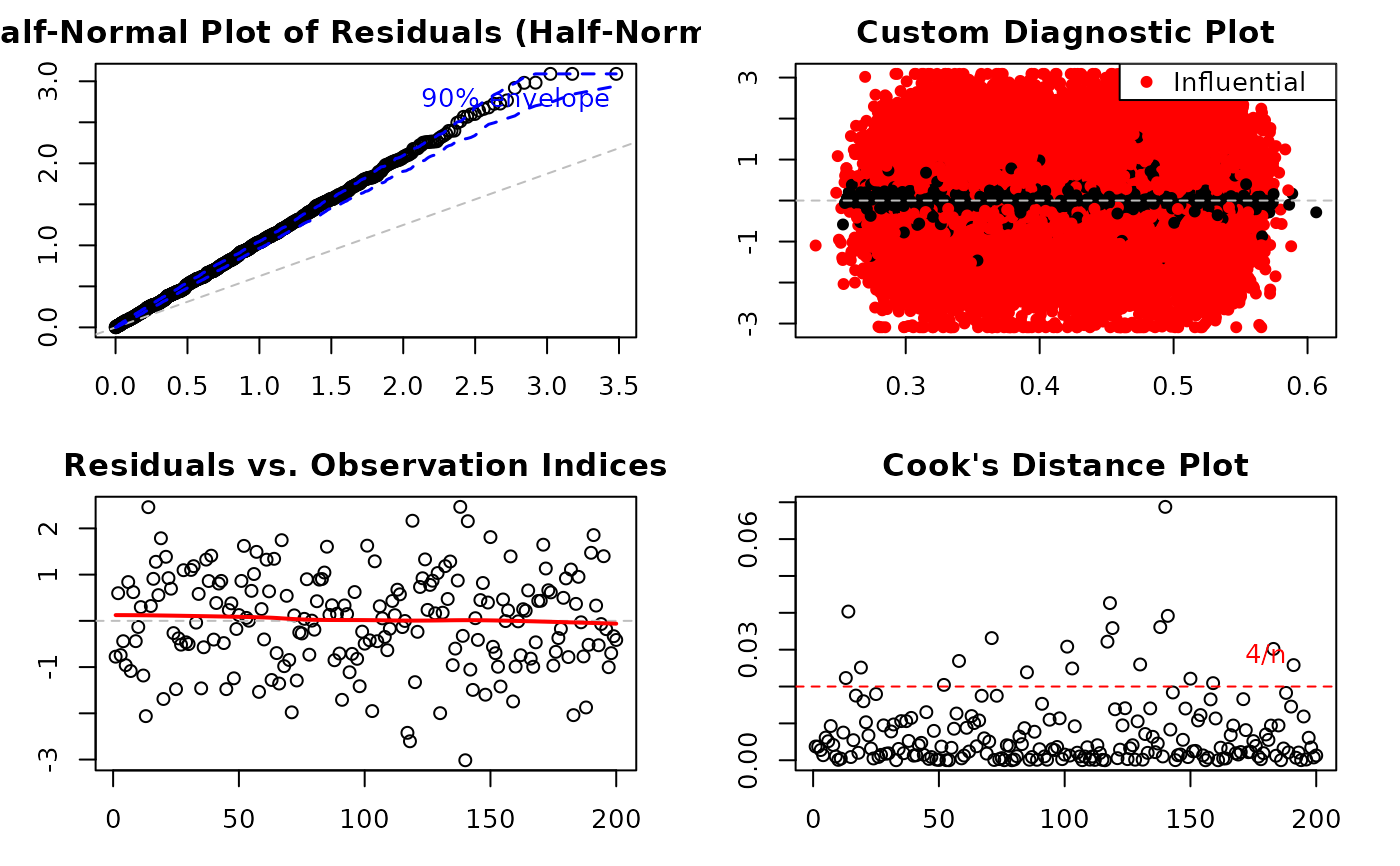 alf-Normal Plot of Residuals (Half-Norm
90% envelope
0.0 1.0 2.0 3.0
0.0 0.5 1.0 1.5 2.0 2.5 3.0 3.5
Custom Diagnostic Plot
Influential
-3 -1 1 3
0.3 0.4 0.5 0.6
Residuals vs. Observation Indices
-3 -1 1 2
0 50 100 150 200
Cook's Distance Plot
4/n
0.00 0.03 0.06
0 50 100 150 200